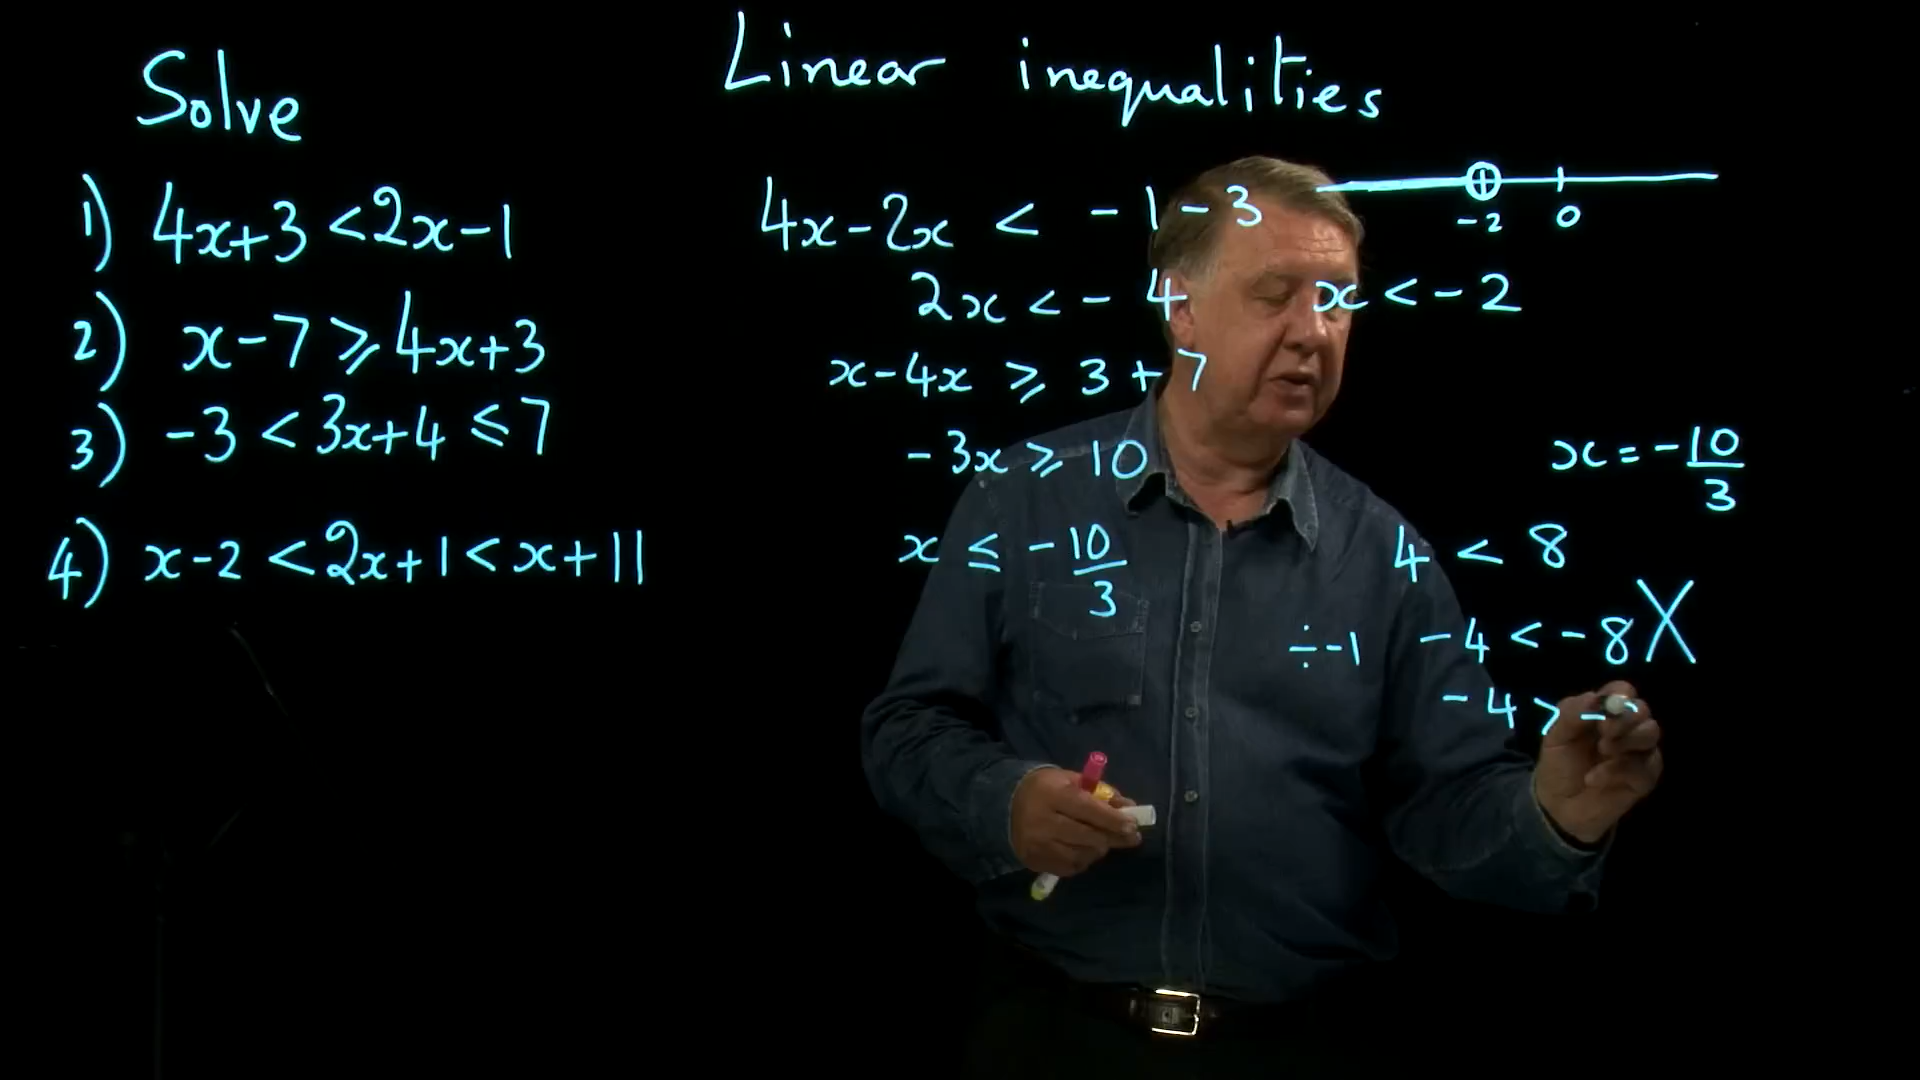 Linear inequalities
Solve
1) 4x+3 < 2x-1
2) x-7 ⩾ 4x+3
3) -3 < 3x+4 ≤ 7
4) x-2 < 2x+1 < x+11
4x-2x < -1-3
-2 0
2x < -4 x < -2
x-4x ⩾ 3+7
-3x ⩾ 10
x = -10/3
x ≤ -10/3
4 < 8
÷-1 -4 < -8 X
-4 > -